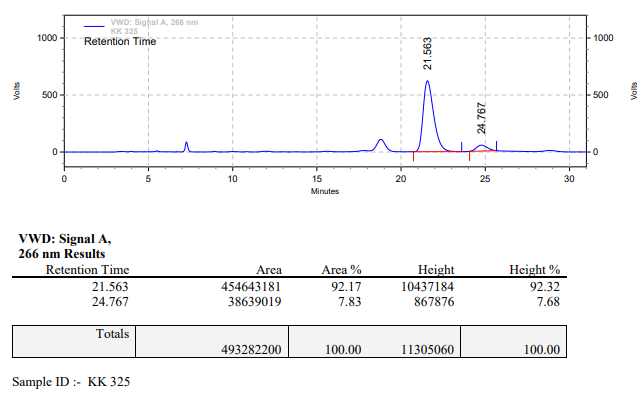 VWD: Signal A, 266 nm
KK 325
Retention Time
1000
500
0
Volts
21.563
24.767
1000
500
0
Volts
0 5 10 15 20 25 30
Minutes
VWD: Signal A,
266 nm Results
Retention Time Area Area % Height Height %
21.563 454643181 92.17 10437184 92.32
24.767 38639019 7.83 867876 7.68
Totals
493282200 100.00 11305060 100.00
Sample ID :- KK 325